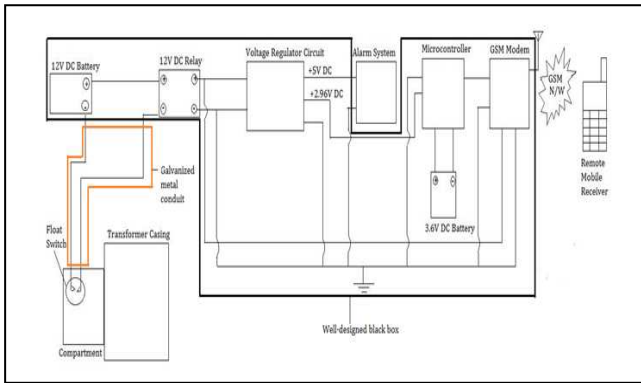 12V DC Battery
12V DC Relay
Voltage Regulator Circuit
Alarm System
Microcontroller
GSM Modem
+5V DC
+2.96V DC
GSM
N/W
Remote
Mobile
Receiver
3.6V DC Battery
Galvanized
metal
conduit
Float
Switch
Transformer Casing
Compartment
Well-designed black box